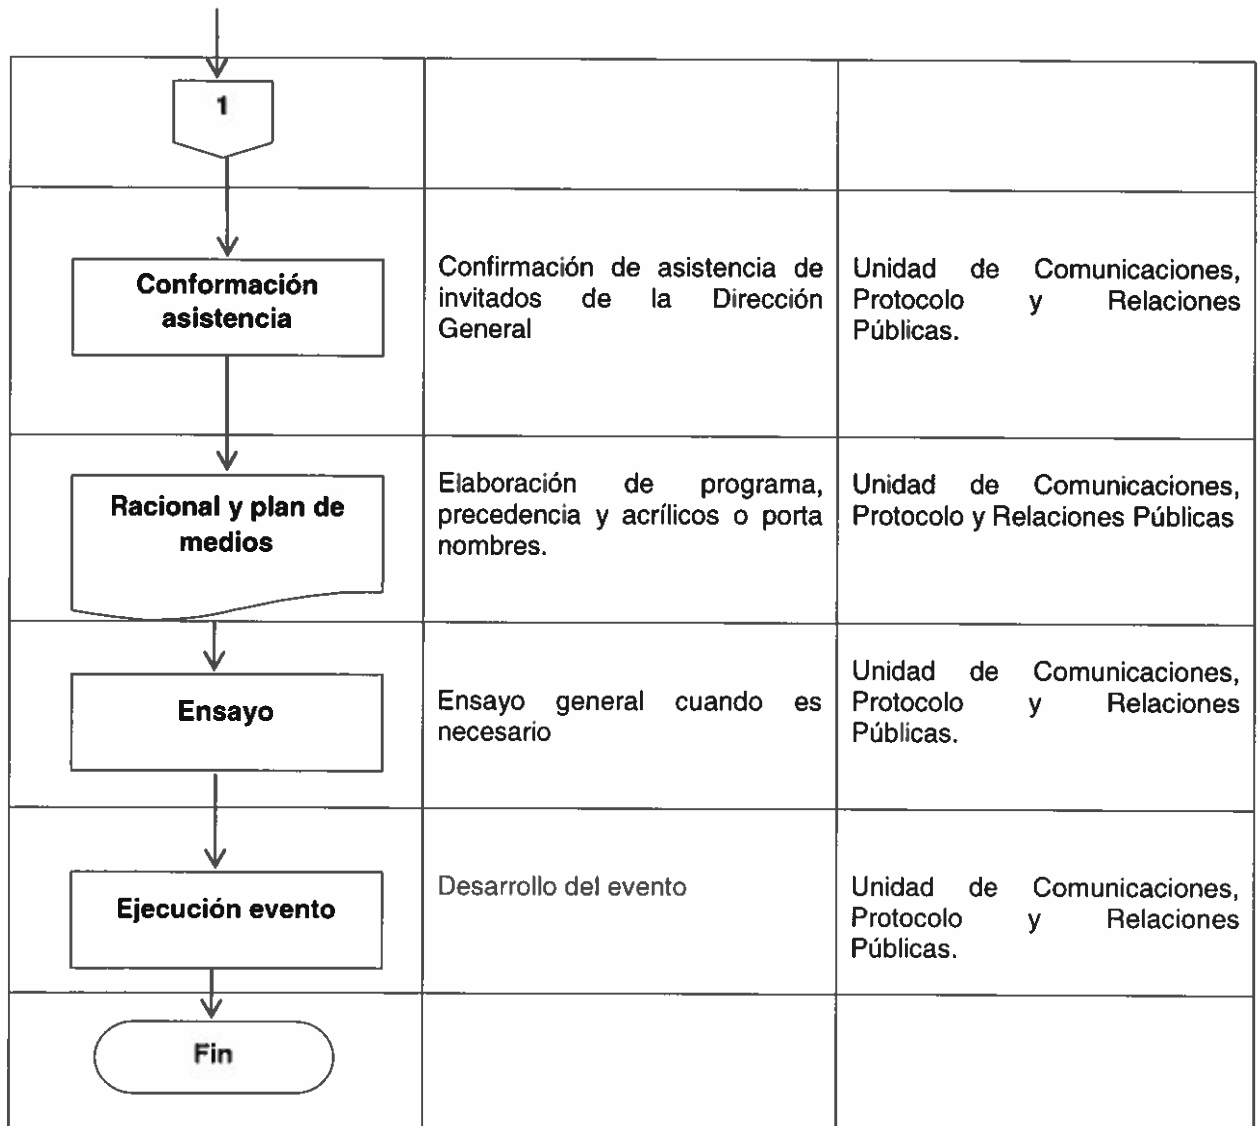 1
Conformación
asistencia
Confirmación de asistencia de
invitados de la Dirección
General
Unidad de Comunicaciones,
Protocolo y Relaciones
Públicas.
Racional y plan de
medios
Elaboración de programa,
precedencia y acrílicos o porta
nombres.
Unidad de Comunicaciones,
Protocolo y Relaciones Públicas
Ensayo
Ensayo general cuando es
necesario
Unidad de Comunicaciones,
Protocolo y Relaciones
Públicas.
Ejecución evento
Desarrollo del evento
Unidad de Comunicaciones,
Protocolo y Relaciones
Públicas.
Fin